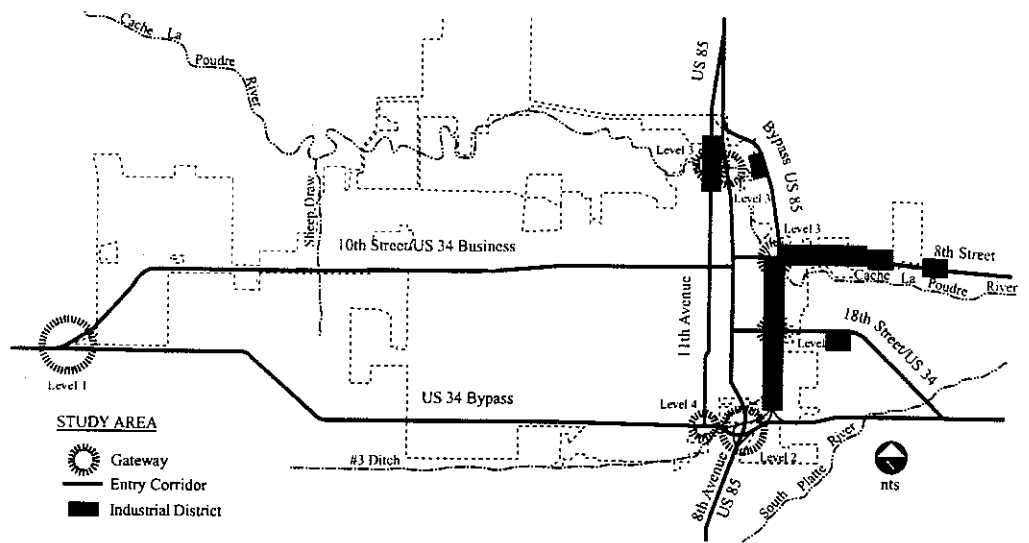 Cache La
Poudre
River
US 85
Bypass US 85
Level 3
Level 3
Level 3
Sheep Draw
10th Street/US 34 Business
8th Street
Cache La Poudre River
11th Avenue
18th Street/US 34
Level
Level 1
US 34 Bypass
Level 4
Level 2
#3 Ditch
8th Avenue
US 85
South Platte River
nts
STUDY AREA
Gateway
Entry Corridor
Industrial District